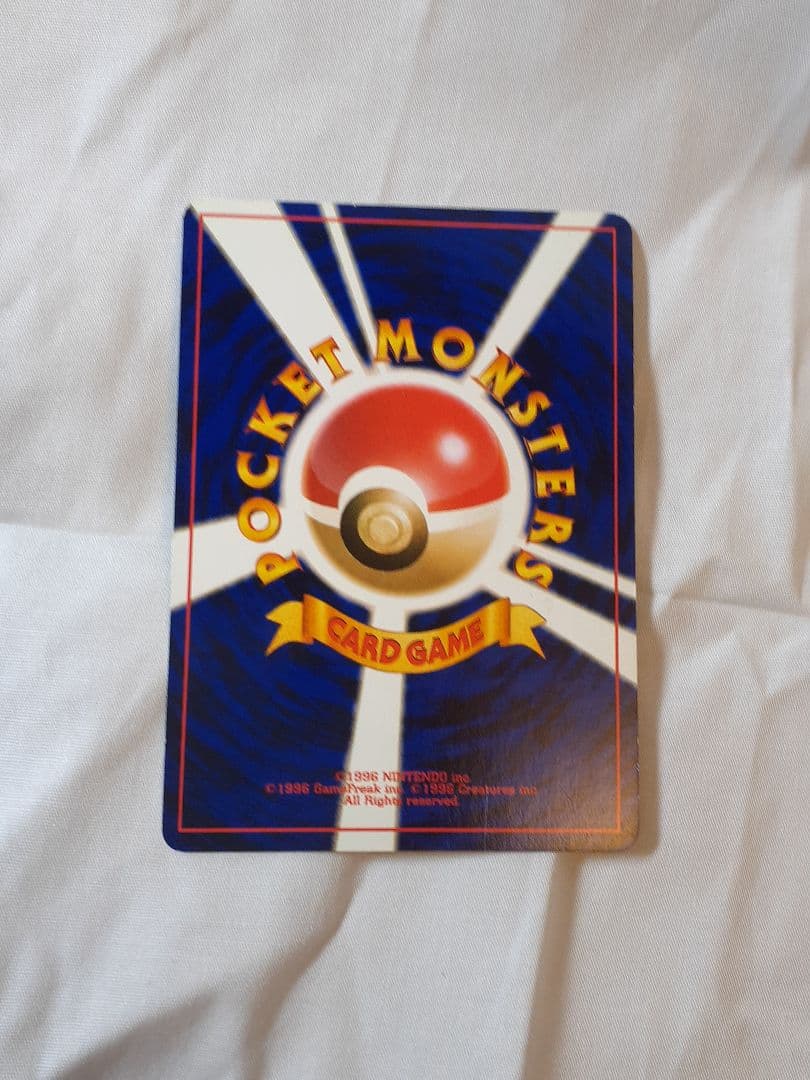 POCKET MONSTERS
CARD GAME
©1996 NINTENDO inc
©1996 GameFreak inc ©1996 Creatures inc
All Rights reserved.